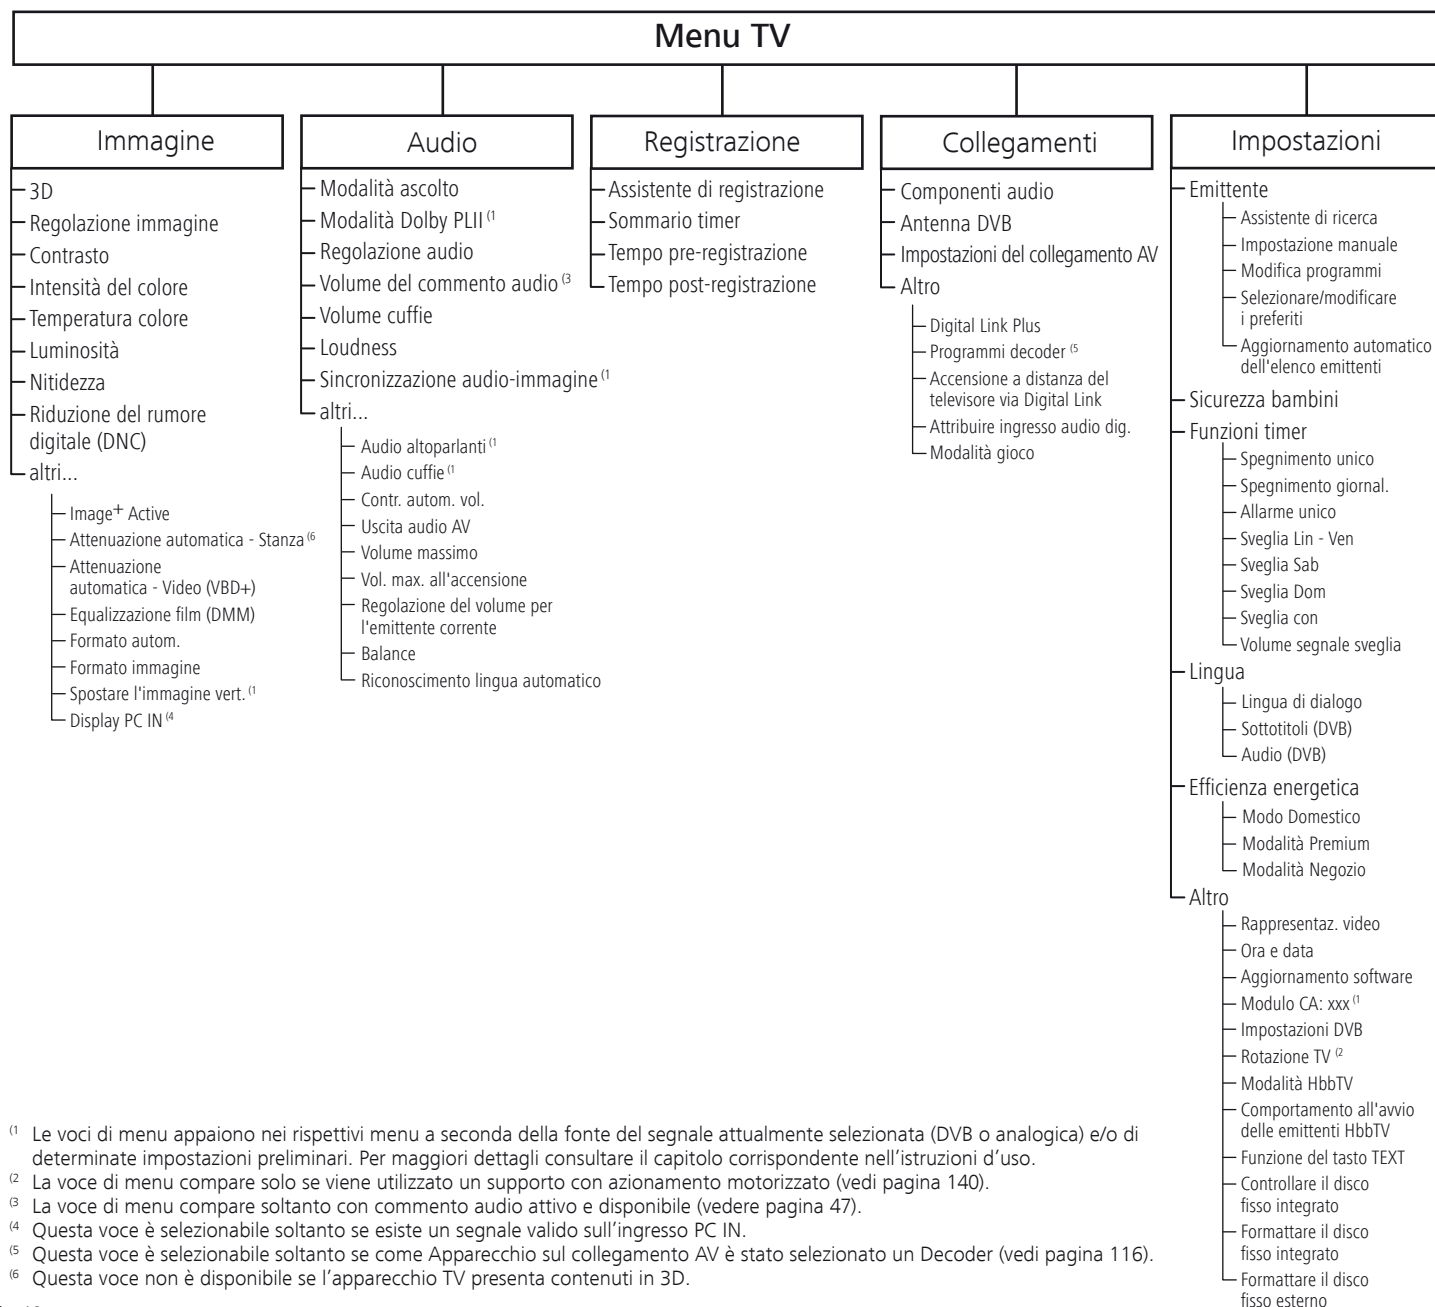 Menu TV
Immagine
3D
Regolazione immagine
Contrasto
Intensità del colore
Temperatura colore
Luminosità
Nitidezza
Riduzione del rumore
digitale (DNC)
altri...
Image+ Active
Attenuazione automatica - Stanza (6
Attenuazione
automatica - Video (VBD+)
Equalizzazione film (DMM)
Formato autom.
Formato immagine
Spostare l'immagine vert. (1
Display PC IN (4
Audio
Modalità ascolto
Modalità Dolby PLII (1
Regolazione audio
Volume del commento audio (3
Volume cuffie
Loudness
Sincronizzazione audio-immagine (1
altri...
Audio altoparlanti (1
Audio cuffie (1
Contr. autom. vol.
Uscita audio AV
Volume massimo
Vol. max. all'accensione
Regolazione del volume per
l'emittente corrente
Balance
Riconoscimento lingua automatico
Registrazione
Assistente di registrazione
Sommario timer
Tempo pre-registrazione
Tempo post-registrazione
Collegamenti
Componenti audio
Antenna DVB
Impostazioni del collegamento AV
Altro
Digital Link Plus
Programmi decoder (5
Accensione a distanza del
televisore via Digital Link
Attribuire ingresso audio dig.
Modalità gioco
Impostazioni
Emittente
Assistente di ricerca
Impostazione manuale
Modifica programmi
Selezionare/modificare
i preferiti
Aggiornamento automatico
dell'elenco emittenti
Sicurezza bambini
Funzioni timer
Spegnimento unico
Spegnimento giornal.
Allarme unico
Sveglia Lin - Ven
Sveglia Sab
Sveglia Dom
Sveglia con
Volume segnale sveglia
Lingua
Lingua di dialogo
Sottotitoli (DVB)
Audio (DVB)
Efficienza energetica
Modo Domestico
Modalità Premium
Modalità Negozio
Altro
Rappresentaz. video
Ora e data
Aggiornamento software
Modulo CA: xxx (1
Impostazioni DVB
Rotazione TV (2
Modalità HbbTV
Comportamento all'avvio
delle emittenti HbbTV
Funzione del tasto TEXT
Controllare il disco
fisso integrato
Formattare il disco
fisso integrato
Formattare il disco
fisso esterno
(1 Le voci di menu appaiono nei rispettivi menu a seconda della fonte del segnale attualmente selezionata (DVB o analogica) e/o di
determinate impostazioni preliminari. Per maggiori dettagli consultare il capitolo corrispondente nell'istruzioni d'uso.
(2 La voce di menu compare solo se viene utilizzato un supporto con azionamento motorizzato (vedi pagina 140).
(3 La voce di menu compare soltanto con commento audio attivo e disponibile (vedere pagina 47).
(4 Questa voce è selezionabile soltanto se esiste un segnale valido sull'ingresso PC IN.
(5 Questa voce è selezionabile soltanto se come Apparecchio sul collegamento AV è stato selezionato un Decoder (vedi pagina 116).
(6 Questa voce non è disponibile se l'apparecchio TV presenta contenuti in 3D.